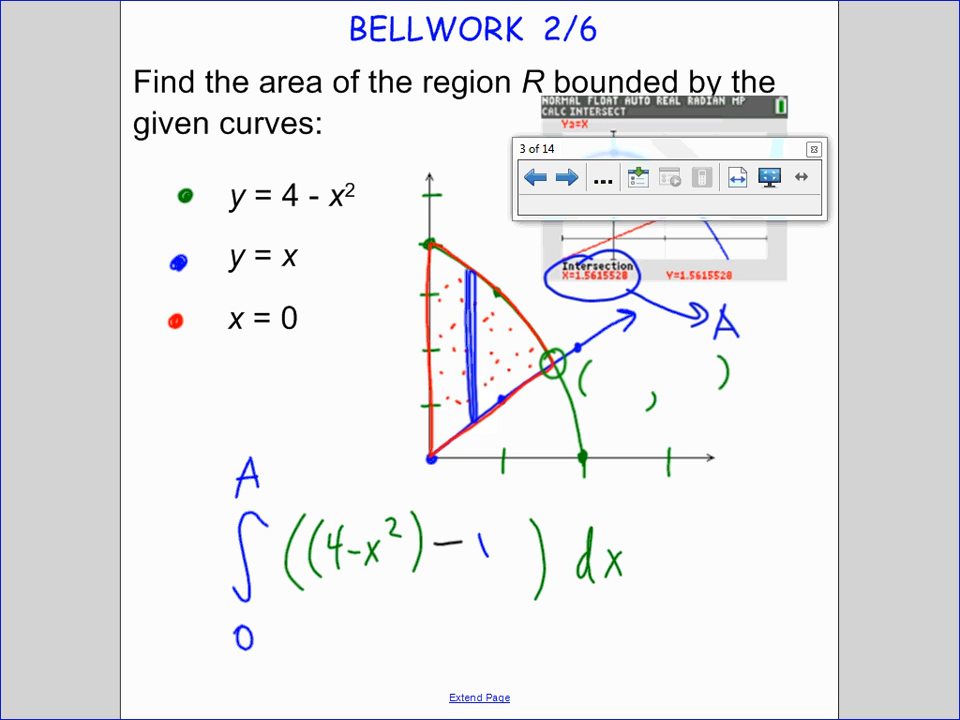 BELLWORK 2/6
Find the area of the region R bounded by the
given curves:
NORMAL FLOAT AUTO REAL RADIAN MP
CALC INTERSECT
Y2=X
3 of 14
y = 4 - x²
y = x
x = 0
Intersection
X=1.5615528 Y=1.5615528
A
( , )
A
∫ ((4-x²) - ) dx
0
Extend Page